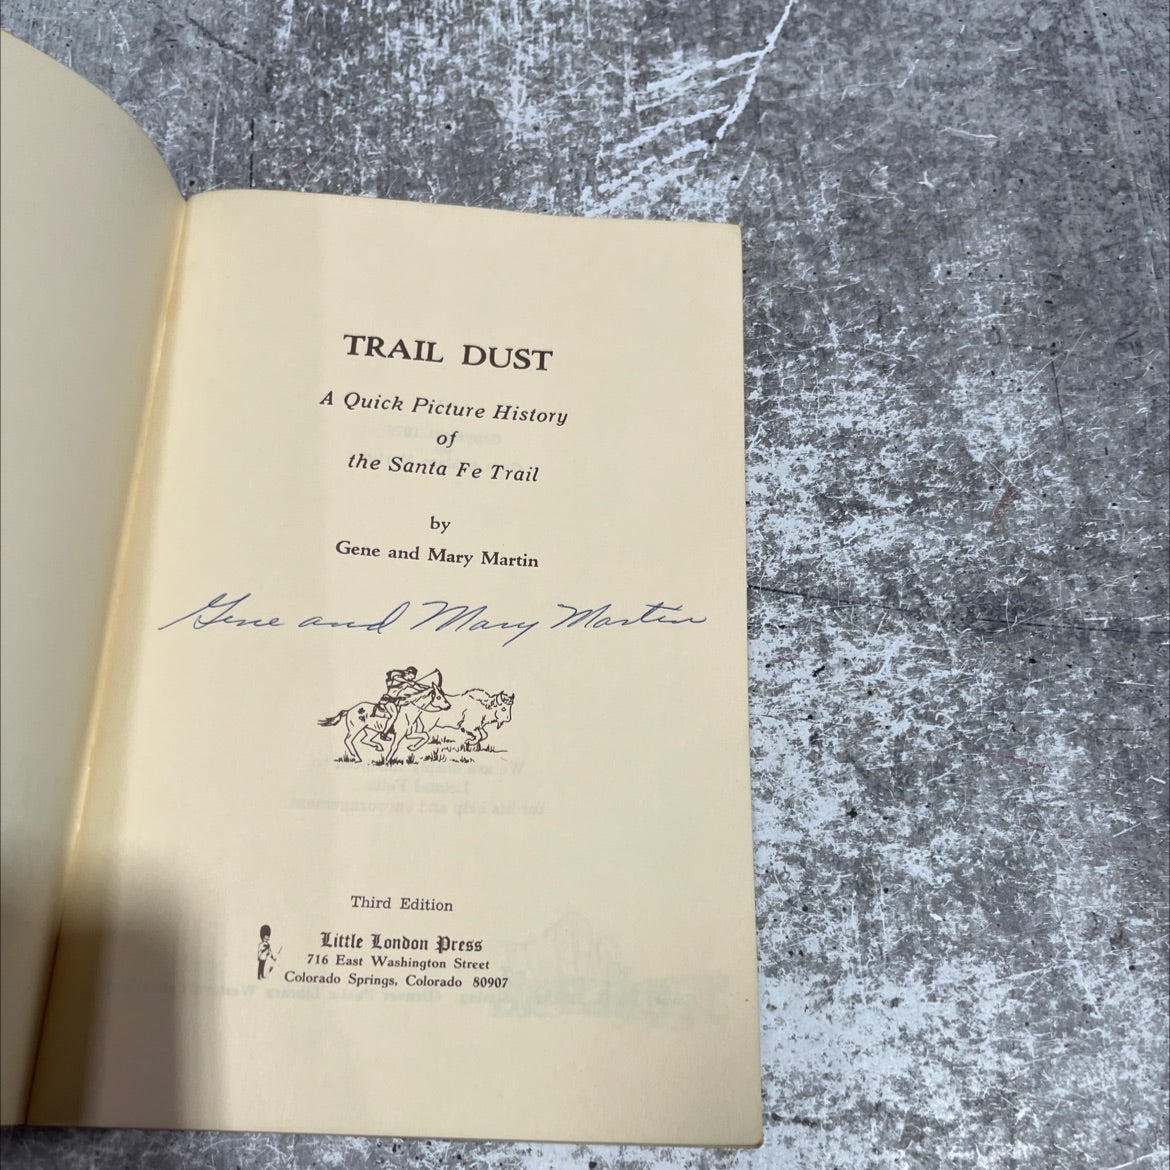 TRAIL DUST
A Quick Picture History
of
the Santa Fe Trail
by
Gene and Mary Martin
Gene and Mary Martin
Third Edition
Little London Press
716 East Washington Street
Colorado Springs, Colorado 80907